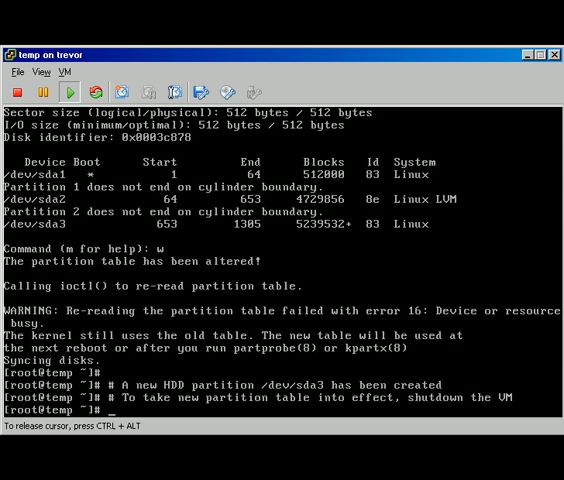 temp on trevor
File View VM
Sector size (logical/physical): 512 bytes / 512 bytes
I/O size (minimum/optimal): 512 bytes / 512 bytes
Disk identifier: 0x0003c878
Device Boot Start End Blocks Id System
/dev/sda1 * 1 64 512000 83 Linux
Partition 1 does not end on cylinder boundary.
/dev/sda2 64 653 4729856 8e Linux LVM
Partition 2 does not end on cylinder boundary.
/dev/sda3 653 1305 5239532+ 83 Linux
Command (m for help): w
The partition table has been altered!
Calling ioctl() to re-read partition table.
WARNING: Re-reading the partition table failed with error 16: Device or resource
busy.
The kernel still uses the old table. The new table will be used at
the next reboot or after you run partprobe(8) or kpartx(8)
Syncing disks.
[root@temp ~]#
[root@temp ~]# # A new HDD partition /dev/sda3 has been created
[root@temp ~]# # To take new partition table into effect, shutdown the VM
[root@temp ~]# _
To release cursor, press CTRL + ALT